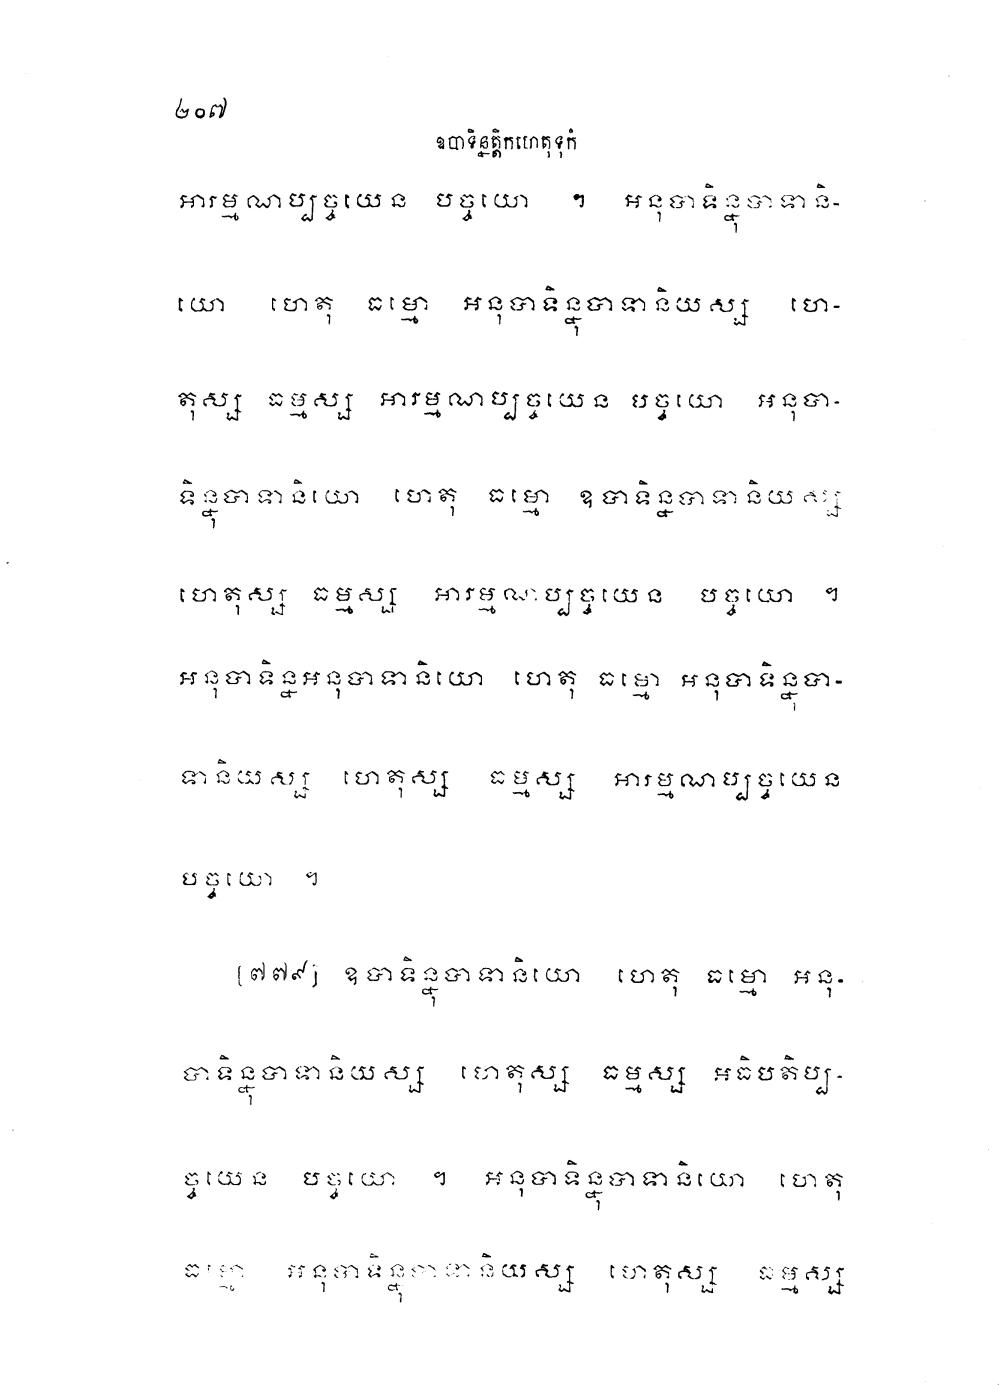 ២០៧
ឧបាទិន្នត្តិកហេតុទុកំ
អារម្មណប្បច្ចយេន បច្ចយោ ។ អនុបាទិន្នុបាទានិ-
យោ ហេតុ ធម្មោ អនុបាទិន្នុបាទានិយស្ស ហេ-
តុស្ស ធម្មស្ស អារម្មណប្បច្ចយេន បច្ចយោ អនុបា-
ទិន្នុបាទានិយោ ហេតុ ធម្មោ ឧបាទិន្នុបាទានិយស្ស
ហេតុស្ស ធម្មស្ស អារម្មណប្បច្ចយេន បច្ចយោ ។
អនុបាទិន្នអនុបាទានិយោ ហេតុ ធម្មោ អនុបាទិន្នុបា-
ទានិយស្ស ហេតុស្ស ធម្មស្ស អារម្មណប្បច្ចយេន
បច្ចយោ ។
[៧៧៩] ឧបាទិន្នុបាទានិយោ ហេតុ ធម្មោ អនុ-
បាទិន្នុបាទានិយស្ស ហេតុស្ស ធម្មស្ស អធិបតិប្ប-
ច្ចយេន បច្ចយោ ។ អនុបាទិន្នុបាទានិយោ ហេតុ
ធម្មោ អនុបាទិន្នុបាទានិយស្ស ហេតុស្ស ធម្មស្ស